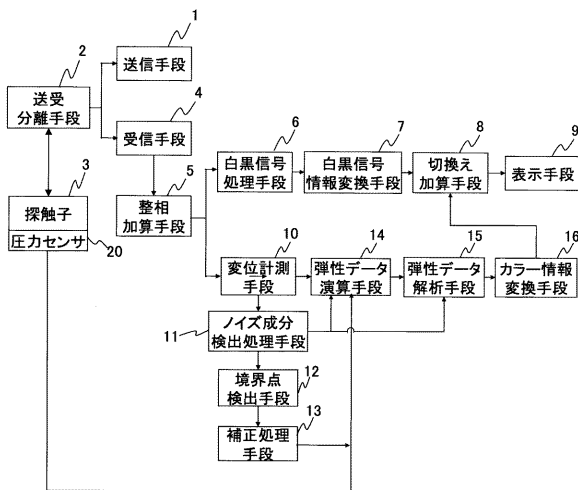 1
送信手段
2
送受
分離手段
4
受信手段
3
探触子
圧力センサ
20
5
整相
加算手段
6
白黒信号
処理手段
7
白黒信号
情報変換手段
8
切換え
加算手段
9
表示手段
10
変位計測
手段
14
弾性データ
演算手段
15
弾性データ
解析手段
16
カラー情報
変換手段
11
ノイズ成分
検出処理手段
12
境界点
検出手段
13
補正処理
手段